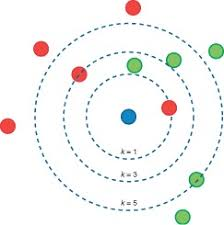 k = 1
k = 3
k = 5